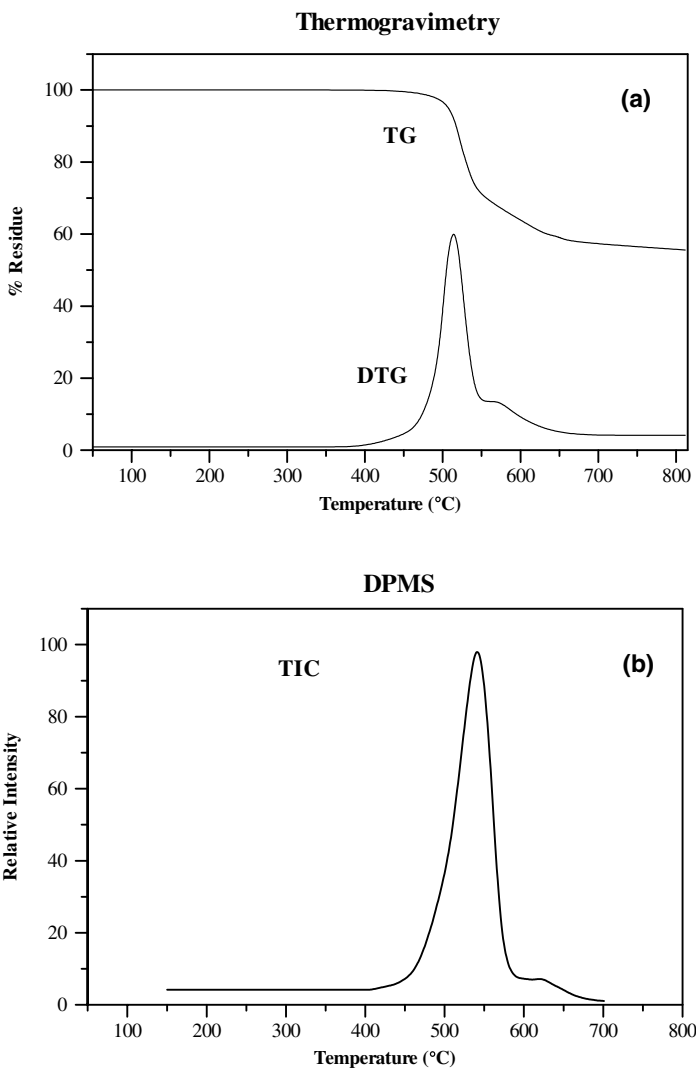 Thermogravimetry
(a)
100
TG
80
60
% Residue
40
DTG
20
0
100 200 300 400 500 600 700 800
Temperature (°C)
DPMS
(b)
100
TIC
80
60
Relative Intensity
40
20
0
100 200 300 400 500 600 700 800
Temperature (°C)